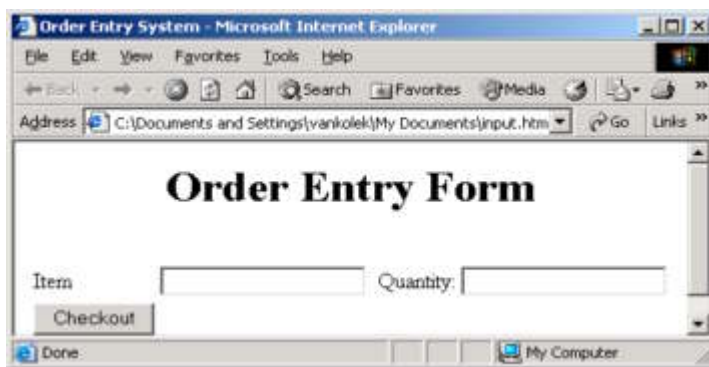 Order Entry System - Microsoft Internet Explorer
File Edit View Favorites Tools Help
Back Search Favorites Media »
Address C:\Documents and Settings\vankolek\My Documents\input.htm Go Links »
Order Entry Form
Item Quantity:
Checkout
Done My Computer